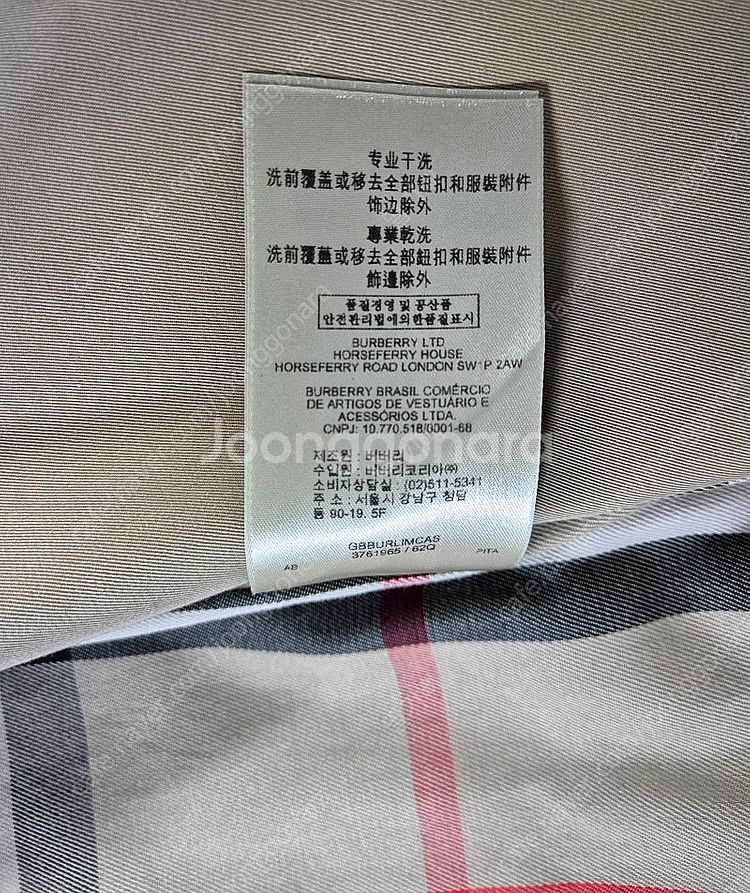 专业干洗
洗前覆盖或移去全部钮扣和服裝附件
饰边除外
專業乾洗
洗前覆蓋或移去全部鈕扣和服裝附件
飾邊除外
품질경영 및 공산품
안전관리법에의한품질표시
BURBERRY LTD
HORSEFERRY HOUSE
HORSEFERRY ROAD LONDON SW1P 2AW
BURBERRY BRASIL COMÉRCIO
DE ARTIGOS DE VESTUÁRIO E
ACESSÓRIOS LTDA.
CNPJ: 10.770.518/0001-68
Joonggonara
제조원 : 버버리
수입원 : 버버리코리아㈜
소비자상담실 : (02)511-5341
주 소 : 서울시 강남구 청담
동 90-19. 5F
GBBURLIMCAS
3761965 / 62Q
AB
PITA